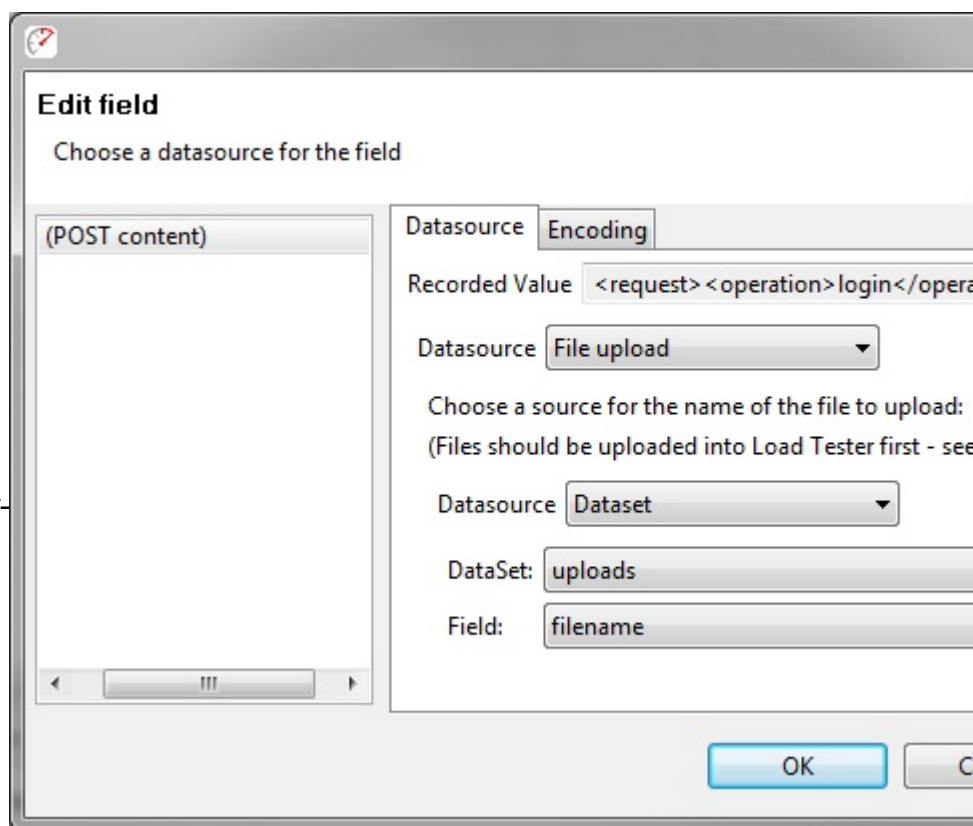 Edit field
Choose a datasource for the field
(POST content)
Datasource Encoding
Recorded Value <request><operation>login</opera
Datasource File upload
Choose a source for the name of the file to upload:
(Files should be uploaded into Load Tester first - see
Datasource Dataset
DataSet: uploads
Field: filename
OK C